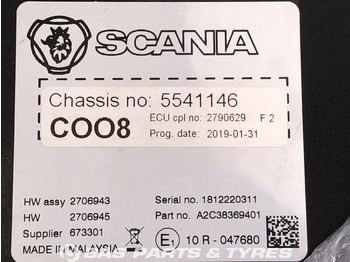 SCANIA
Chassis no: 5541146
COO8
ECU cpl no: 2790629 F 2
Prog. date: 2019-01-31
HW assy 2706943
HW 2706945
Supplier 673301
MADE IN MALAYSIA
Serial no. 1812220311
Part no. A2C38369401
E1 10 R - 047680
BAS PARTS & TYRES